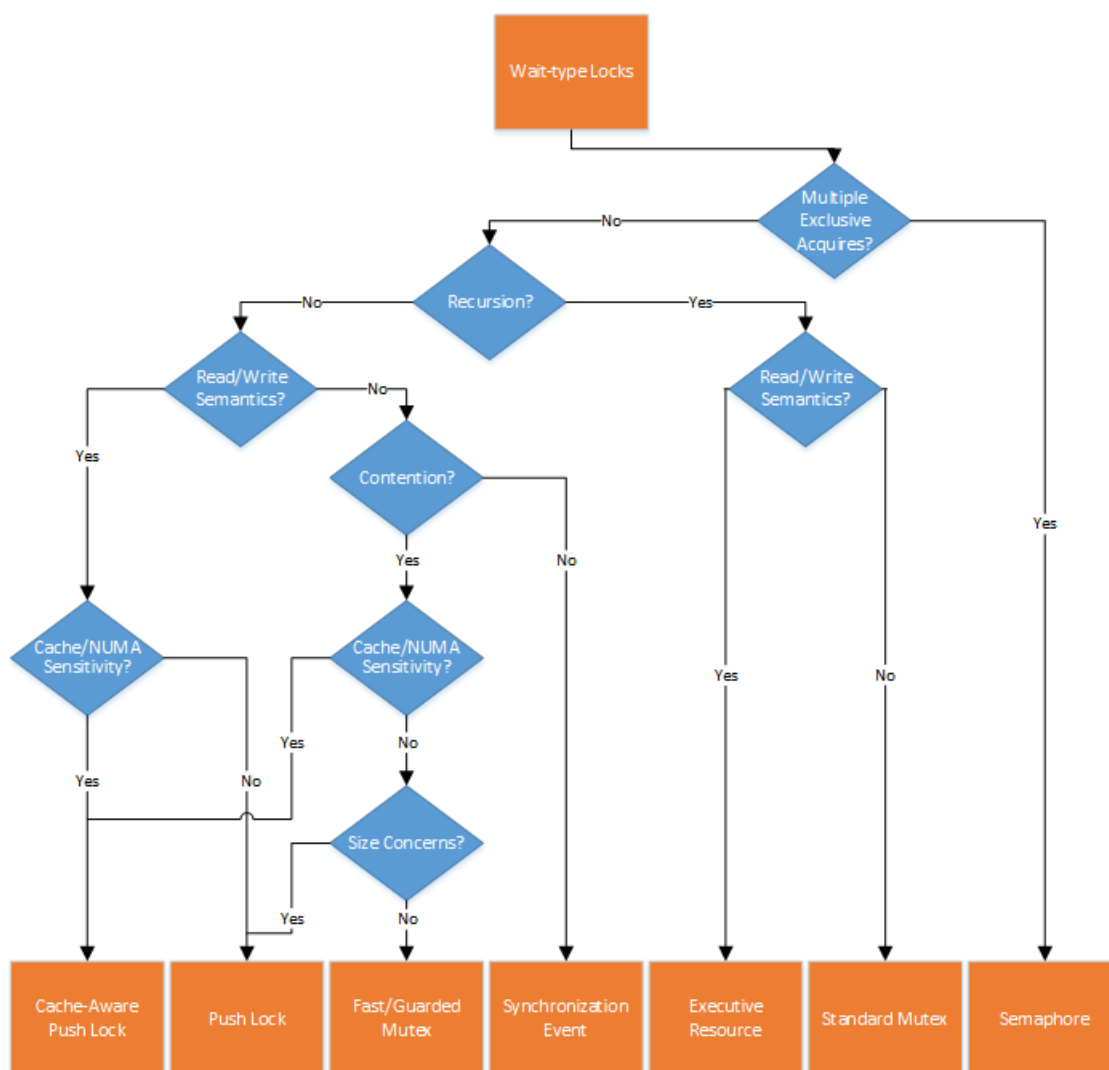 Wait-type Locks
Multiple
Exclusive
Acquires?
No
Recursion?
No
Yes
Read/Write
Semantics?
No
Read/Write
Semantics?
Yes
Contention?
Yes
Yes
No
Cache/NUMA
Sensitivity?
Cache/NUMA
Sensitivity?
Yes
No
Yes
No
Yes
No
Size Concerns?
Yes
No
Cache-Aware
Push Lock
Push Lock
Fast/Guarded
Mutex
Synchronization
Event
Executive
Resource
Standard Mutex
Semaphore